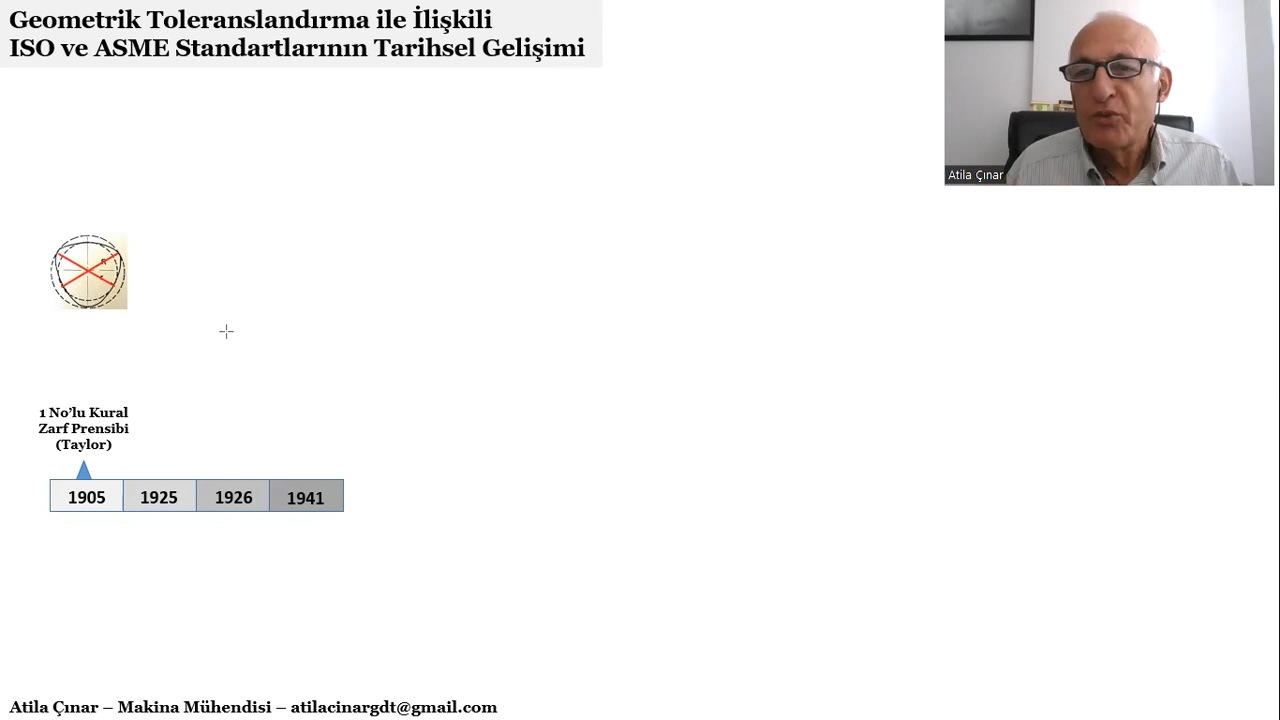 Geometrik Toleranslandırma ile İlişkili
ISO ve ASME Standartlarının Tarihsel Gelişimi
Atila Çınar
1 No’lu Kural
Zarf Prensibi
(Taylor)
1905 1925 1926 1941
Atila Çınar – Makina Mühendisi – atilacinargdt@gmail.com